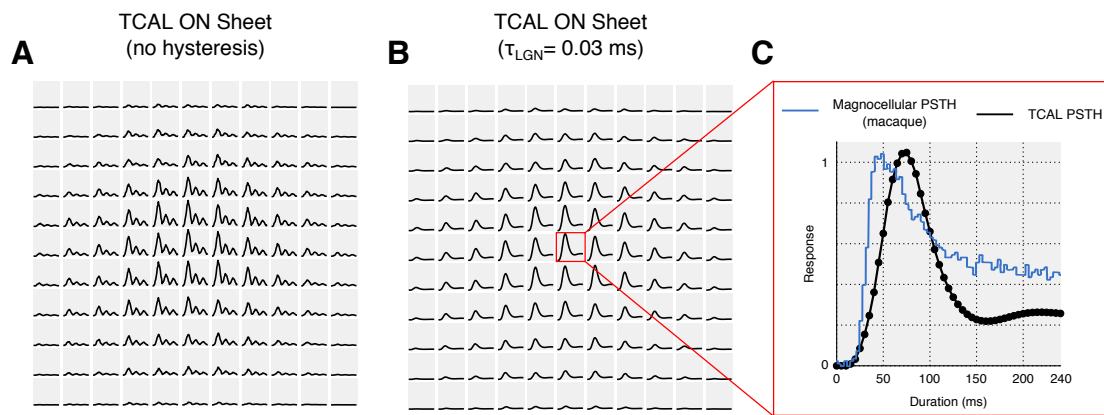 TCAL ON Sheet
(no hysteresis)
A
TCAL ON Sheet
(τLGN= 0.03 ms)
B
C
Magnocellular PSTH
(macaque)
TCAL PSTH
1
Response
0
0 50 100 150 200 240
Duration (ms)